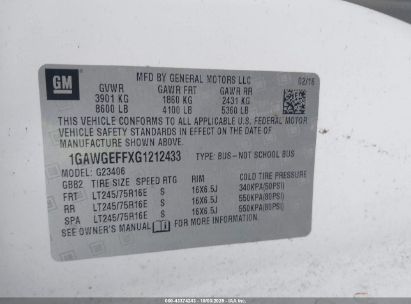 GM
MFD BY GENERAL MOTORS LLC 02/16
GVWR GAWR FRT GAWR RR
3901 KG 1860 KG 2431 KG
8600 LB 4100 LB 5360 LB
THIS VEHICLE CONFORMS TO ALL APPLICABLE U.S. FEDERAL MOTOR
VEHICLE SAFETY STANDARDS IN EFFECT ON THE DATE OF
MANUFACTURE SHOWN ABOVE.
1GAWGEFFXG1212433 TYPE: BUS-NOT SCHOOL BUS
MODEL: G23406
GBB2 TIRE SIZE SPEED RTG RIM COLD TIRE PRESSURE
FRT LT245/75R16E S 16X6.5J 340KPA(50PSI)
RR LT245/75R16E S 16X6.5J 550KPA(80PSI)
SPA LT245/75R16E S 16X6.5J 550KPA(80PSI)
SEE OWNER'S MANUAL FOR ADDITIONAL INFORMATION.